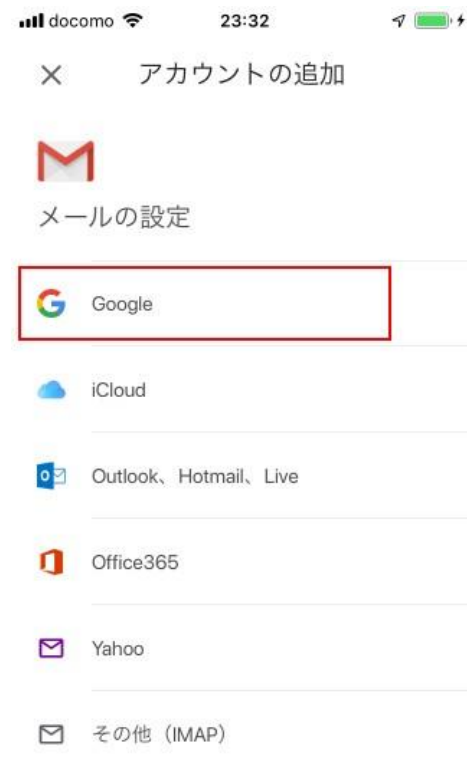 docomo 23:32
アカウントの追加
メールの設定
Google
iCloud
Outlook、Hotmail、Live
Office365
Yahoo
その他（IMAP）